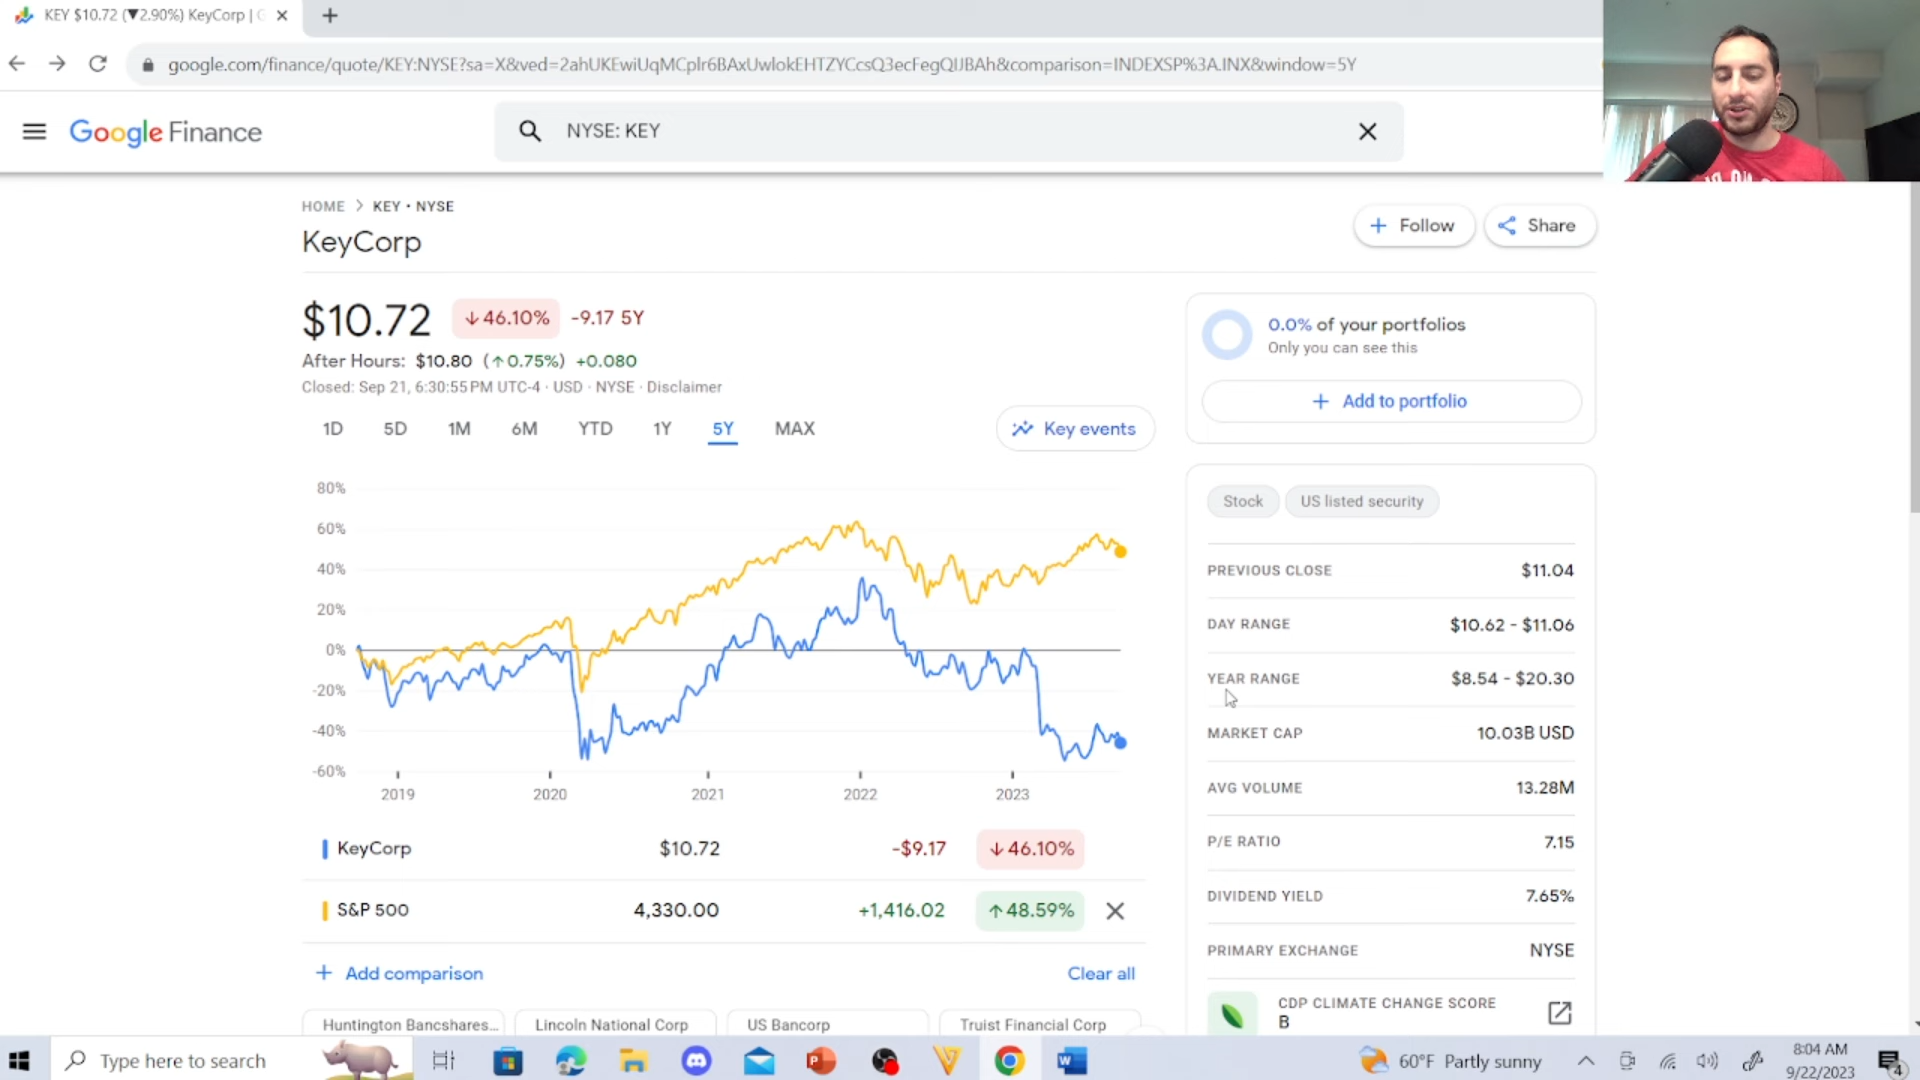 KEY $10.72 (▼2.90%) KeyCorp |
google.com/finance/quote/KEY:NYSE?sa=X&ved=2ahUKEwiUqMCplr6BAxUwlokEHTZYCcsQ3ecFegQIJBAh&comparison=INDEXSP%3A.INX&window=5Y
Google Finance
NYSE: KEY
HOME > KEY • NYSE
KeyCorp
+ Follow
Share
$10.72 ↓46.10% -9.17 5Y
After Hours: $10.80 (↑0.75%) +0.080
Closed: Sep 21, 6:30:55 PM UTC-4 · USD · NYSE · Disclaimer
1D 5D 1M 6M YTD 1Y 5Y MAX
Key events
80%
60%
40%
20%
0%
-20%
-40%
-60%
2019 2020 2021 2022 2023
KeyCorp $10.72 -$9.17 ↓46.10%
S&P 500 4,330.00 +1,416.02 ↑48.59%
+ Add comparison
Clear all
Huntington Bancshares... Lincoln National Corp US Bancorp Truist Financial Corp
0.0% of your portfolios
Only you can see this
+ Add to portfolio
Stock US listed security
PREVIOUS CLOSE $11.04
DAY RANGE $10.62 - $11.06
YEAR RANGE $8.54 - $20.30
MARKET CAP 10.03B USD
AVG VOLUME 13.28M
P/E RATIO 7.15
DIVIDEND YIELD 7.65%
PRIMARY EXCHANGE NYSE
CDP CLIMATE CHANGE SCORE
B
Type here to search
60°F Partly sunny
8:04 AM
9/22/2023
4